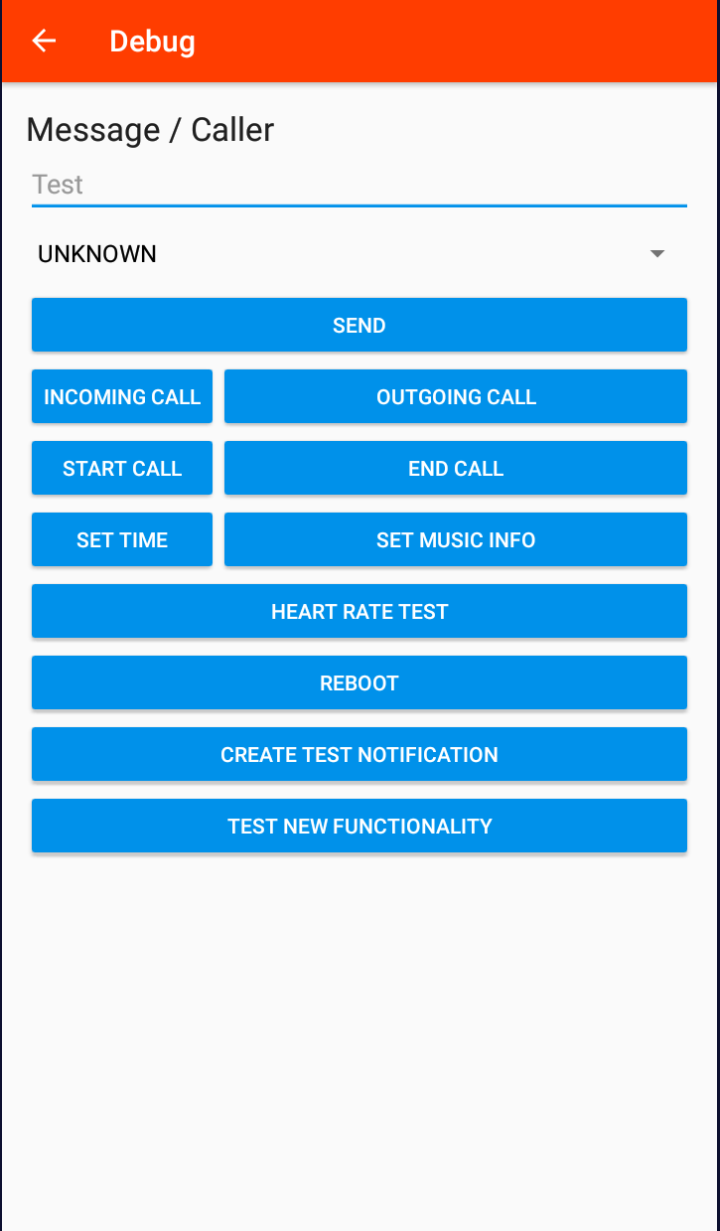 Debug
Message / Caller
Test
UNKNOWN
SEND
INCOMING CALL
OUTGOING CALL
START CALL
END CALL
SET TIME
SET MUSIC INFO
HEART RATE TEST
REBOOT
CREATE TEST NOTIFICATION
TEST NEW FUNCTIONALITY